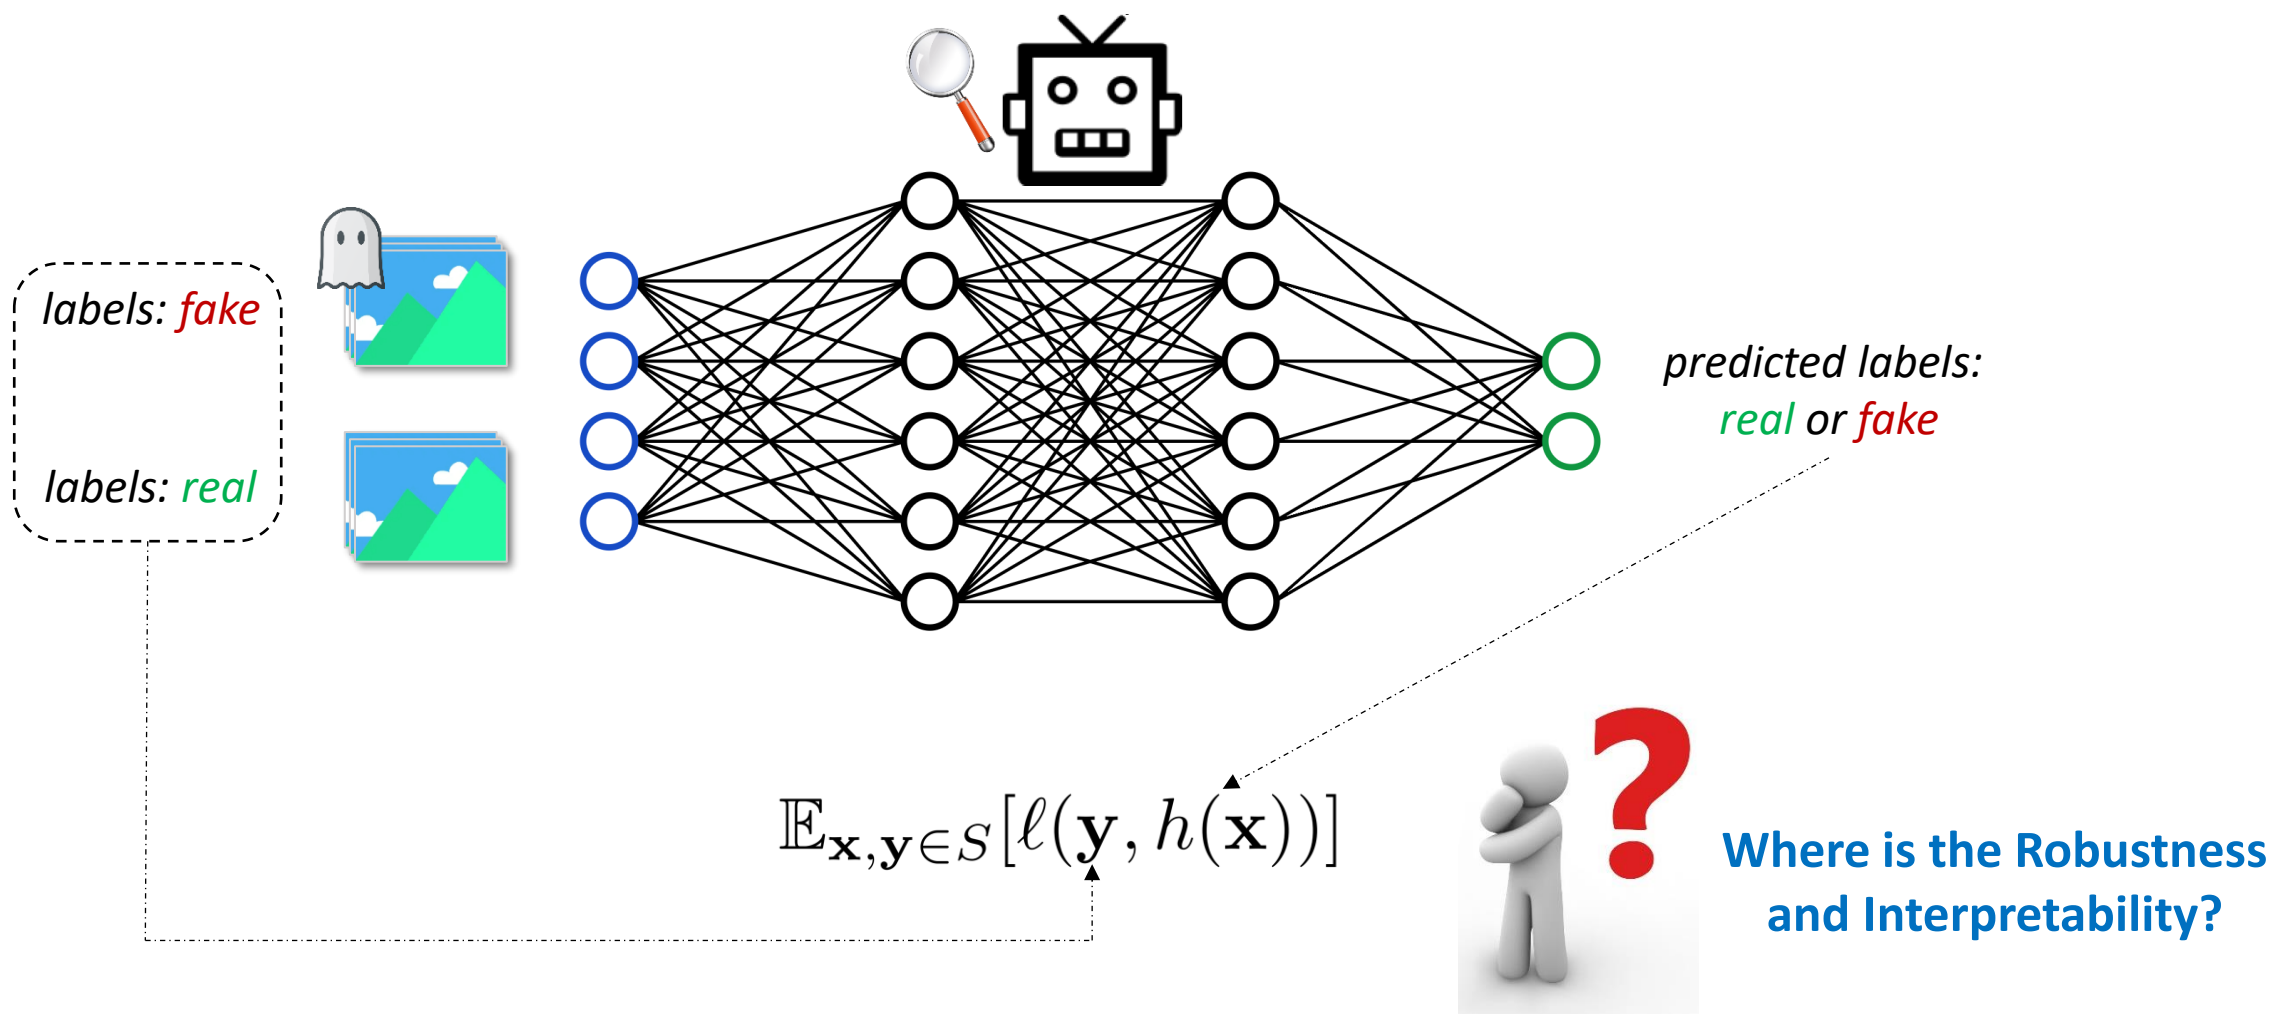 labels: fake
labels: real
predicted labels:
real or fake
𝔼ₓ,ᵧ∈S[ℓ(y, h(x))]
Where is the Robustness
and Interpretability?